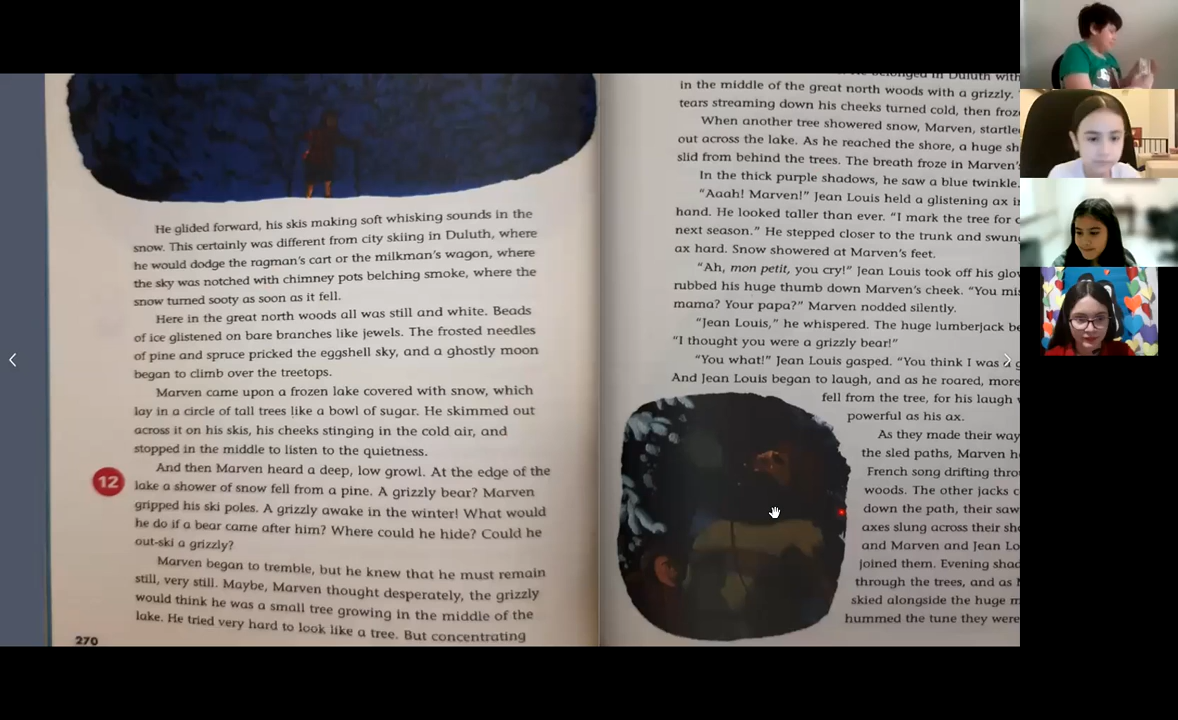 He glided forward, his skis making soft whisking sounds in the
snow. This certainly was different from city skiing in Duluth, where
he would dodge the ragman's cart or the milkman's wagon, where
the sky was notched with chimney pots belching smoke, where the
snow turned sooty as soon as it fell.
Here in the great north woods all was still and white. Beads
of ice glistened on bare branches like jewels. The frosted needles
of pine and spruce pricked the eggshell sky, and a ghostly moon
began to climb over the treetops.
Marven came upon a frozen lake covered with snow, which
lay in a circle of tall trees like a bowl of sugar. He skimmed out
across it on his skis, his cheeks stinging in the cold air, and
stopped in the middle to listen to the quietness.
And then Marven heard a deep, low growl. At the edge of the
lake a shower of snow fell from a pine. A grizzly bear? Marven
gripped his ski poles. A grizzly awake in the winter! What would
he do if a bear came after him? Where could he hide? Could he
out-ski a grizzly?
Marven began to tremble, but he knew that he must remain
still, very still. Maybe, Marven thought desperately, the grizzly
would think he was a small tree growing in the middle of the
lake. He tried very hard to look like a tree. But concentrating
12
270
belonged in Duluth with
in the middle of the great north woods with a grizzly.
tears streaming down his cheeks turned cold, then froz
When another tree showered snow, Marven, startle
out across the lake. As he reached the shore, a huge sh
slid from behind the trees. The breath froze in Marven'
In the thick purple shadows, he saw a blue twinkle.
"Aaah! Marven!" Jean Louis held a glistening ax i
hand. He looked taller than ever. "I mark the tree for c
next season." He stepped closer to the trunk and swun
ax hard. Snow showered at Marven's feet.
"Ah, mon petit, you cry!" Jean Louis took off his glo
rubbed his huge thumb down Marven's cheek. "You mis
mama? Your papa?" Marven nodded silently.
"Jean Louis," he whispered. The huge lumberjack be
"I thought you were a grizzly bear!"
"You what!" Jean Louis gasped. "You think I was a g
And Jean Louis began to laugh, and as he roared, more
fell from the tree, for his laugh
powerful as his ax.
As they made their way
the sled paths, Marven h
French song drifting thro
woods. The other jacks c
down the path, their saw
axes slung across their sh
and Marven and Jean Lo
joined them. Evening shad
through the trees, and as
skied alongside the huge m
hummed the tune they were